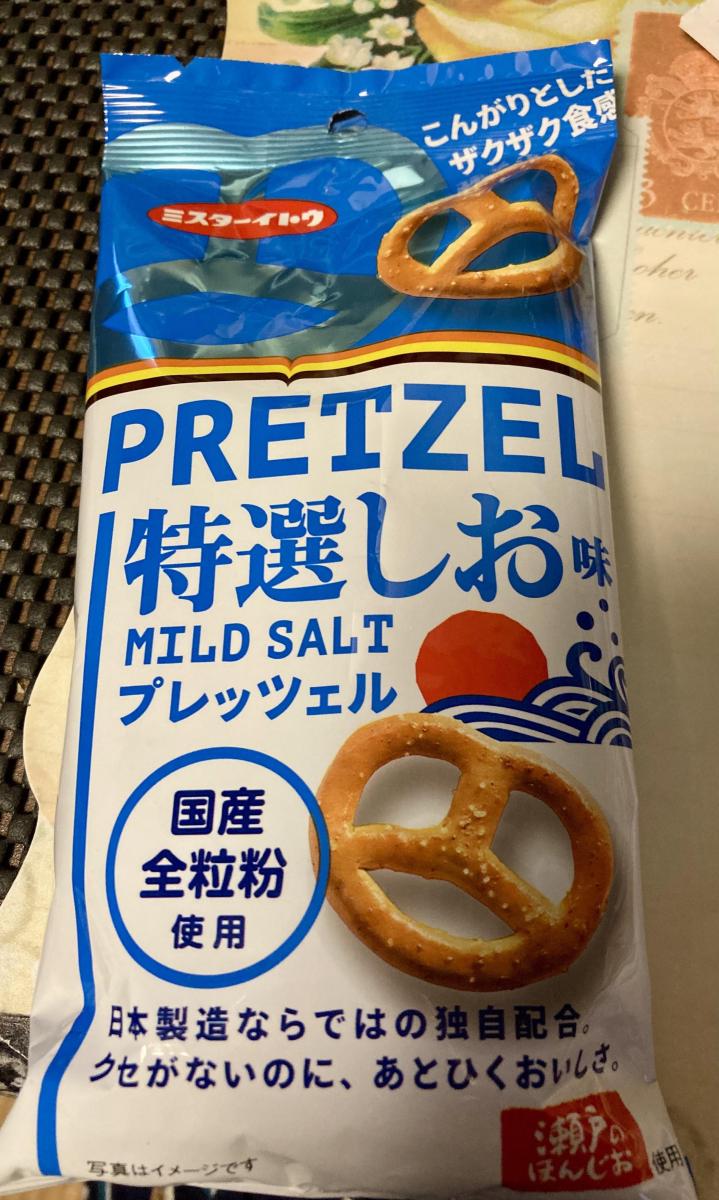 こんがりとした
ザクザク食感
ミスターイトウ
PRETZEL
特選しお味
MILD SALT
プレッツェル
国産
全粒粉
使用
日本製造ならではの独自配合。
クセがないのに、あとひくおいしさ。
瀬戸の
ほんじお
使用
写真はイメージです
3 CE